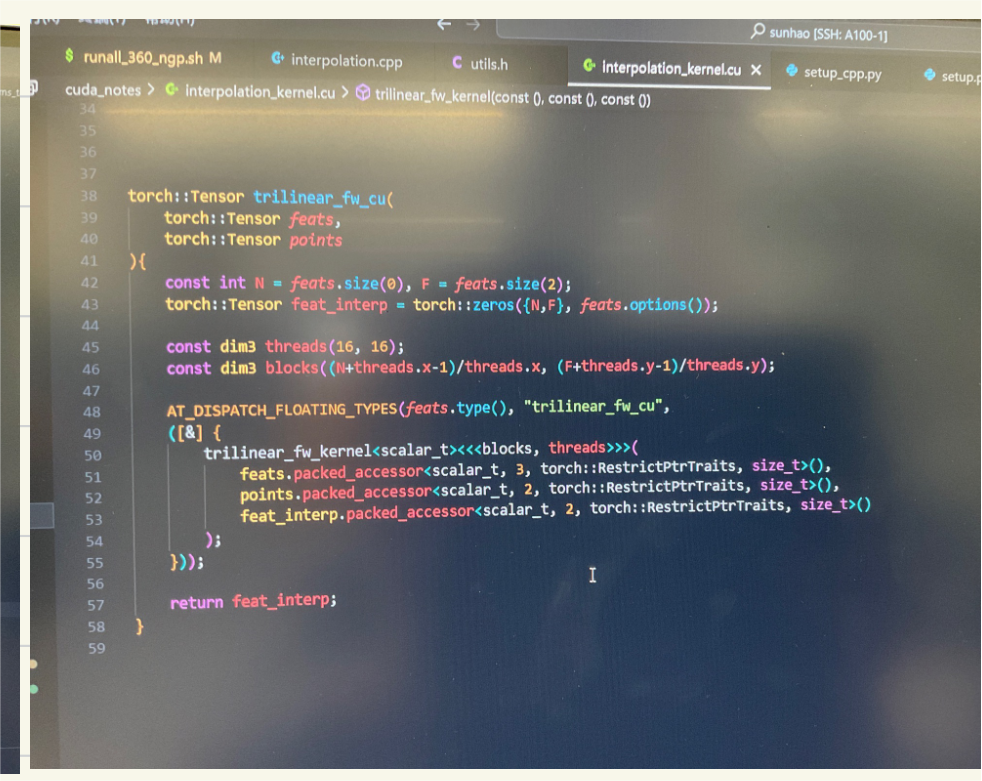 sunhao [SSH: A100-1]
runall_360_ngp.sh M
interpolation.cpp
utils.h
interpolation_kernel.cu
setup_cpp.py
setup.p
cuda_notes > interpolation_kernel.cu > trilinear_fw_kernel(const (), const (), const ())
34
35
36
37
38 torch::Tensor trilinear_fw_cu(
39 torch::Tensor feats,
40 torch::Tensor points
41 ){
42 const int N = feats.size(0), F = feats.size(2);
43 torch::Tensor feat_interp = torch::zeros({N,F}, feats.options());
44
45 const dim3 threads(16, 16);
46 const dim3 blocks((N+threads.x-1)/threads.x, (F+threads.y-1)/threads.y);
47
48 AT_DISPATCH_FLOATING_TYPES(feats.type(), "trilinear_fw_cu",
49 ([&] {
50 trilinear_fw_kernel<scalar_t><<<blocks, threads>>>(
51 feats.packed_accessor<scalar_t, 3, torch::RestrictPtrTraits, size_t>(),
52 points.packed_accessor<scalar_t, 2, torch::RestrictPtrTraits, size_t>(),
53 feat_interp.packed_accessor<scalar_t, 2, torch::RestrictPtrTraits, size_t>()
54 );
55 }));
56
57 return feat_interp;
58 }
59